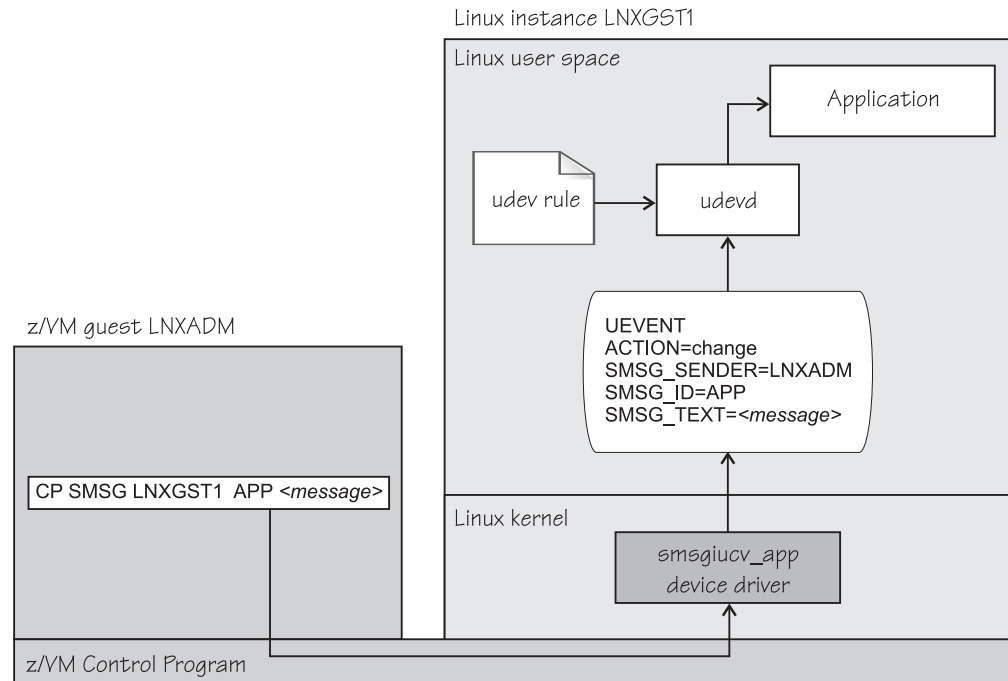 Linux instance LNXGST1
Linux user space
Application
udev rule
udevd
UEVENT
ACTION=change
SMSG_SENDER=LNXADM
SMSG_ID=APP
SMSG_TEXT=<message>
z/VM guest LNXADM
CP SMSG LNXGST1 APP <message>
Linux kernel
smsgiucv_app
device driver
z/VM Control Program